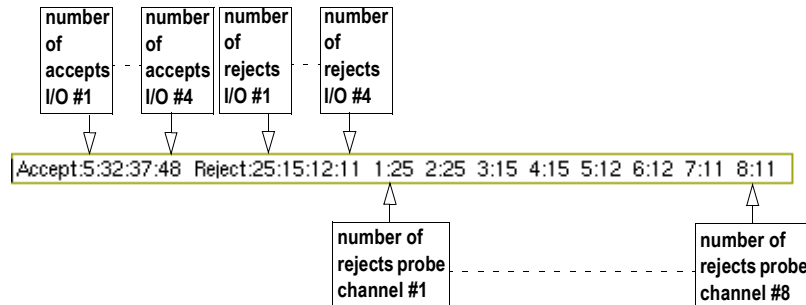 number
of
accepts
I/O #1
number
of
accepts
I/O #4
number
of
rejects
I/O #1
number
of
rejects
I/O #4
Accept:5:32:37:48 Reject:25:15:12:11 1:25 2:25 3:15 4:15 5:12 6:12 7:11 8:11
number of
rejects probe
channel #1
number of
rejects probe
channel #8